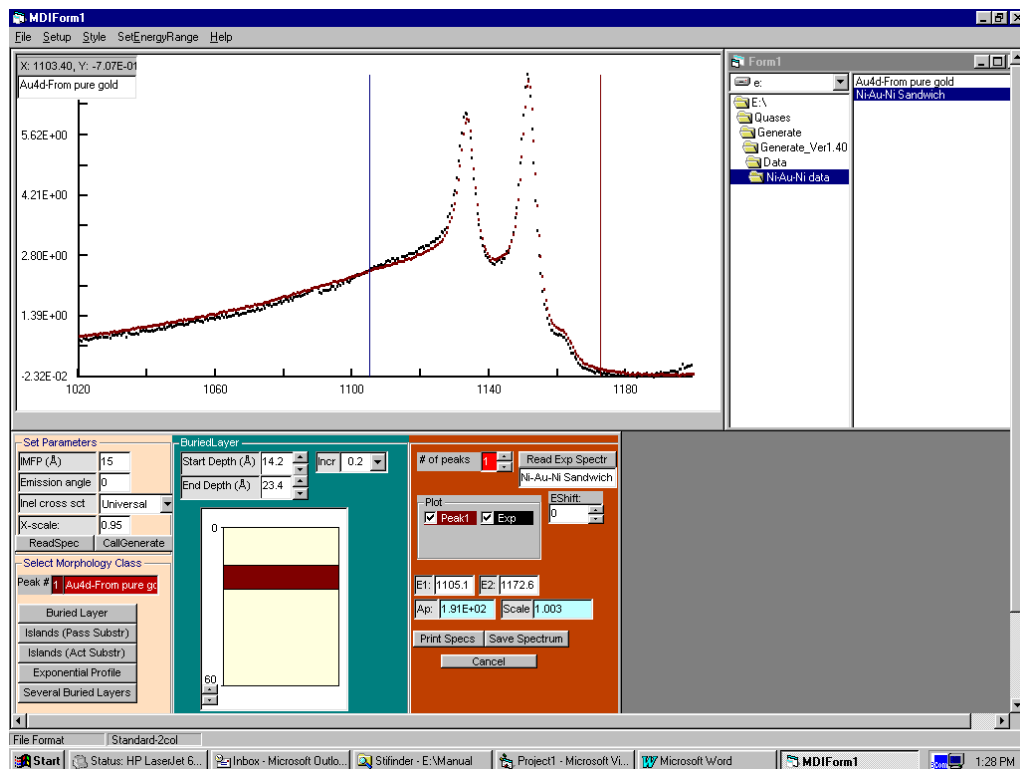 MDIForm1
File Setup Style SetEnergyRange Help
X: 1103.40, Y: -7.07E-01
Au4d-From pure gold
5.62E+00
4.21E+00
2.80E+00
1.39E+00
-2.32E-02
1020 1060 1100 1140 1180
Form1
e:
E:\
Quases
Generate
Generate_Ver1.40
Data
Ni-Au-Ni data
Au4d-From pure gold
Ni-Au-Ni Sandwich
Set Parameters
IMFP (Å) 15
Emission angle 0
Inel cross sct Universal
X-scale: 0.95
ReadSpec CallGenerate
Select Morphology Class
Peak # 1 Au4d-From pure go
Buried Layer
Islands (Pass Substr)
Islands (Act Substr)
Exponential Profile
Several Buried Layers
BuriedLayer
Start Depth (Å) 14.2 Incr 0.2
End Depth (Å) 23.4
0
60
# of peaks 1 Read Exp Spectr
Ni-Au-Ni Sandwich
Plot
Peak1 Exp
EShift:
0
E1: 1105.1 E2: 1172.6
Ap: 1.91E+02 Scale 1.003
Print Specs Save Spectrum
Cancel
File Format Standard-2col
Start Status: HP LaserJet 6... Inbox - Microsoft Outlo... Stifinder - E:\Manual Project1 - Microsoft Vi... Microsoft Word MDIForm1 1:28 PM